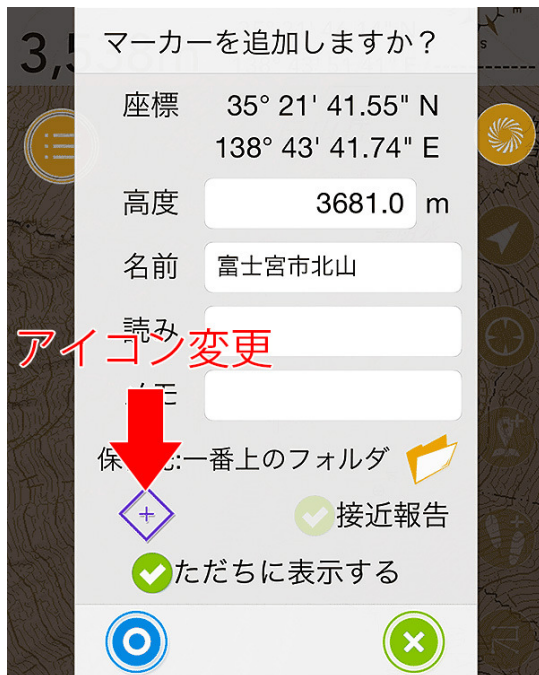 マーカーを追加しますか？
座標 35° 21' 41.55" N
138° 43' 41.74" E
高度 3681.0 m
名前 富士宮市北山
読み
アイコン変更
メモ
:一番上のフォルダ
接近報告
ただちに表示する